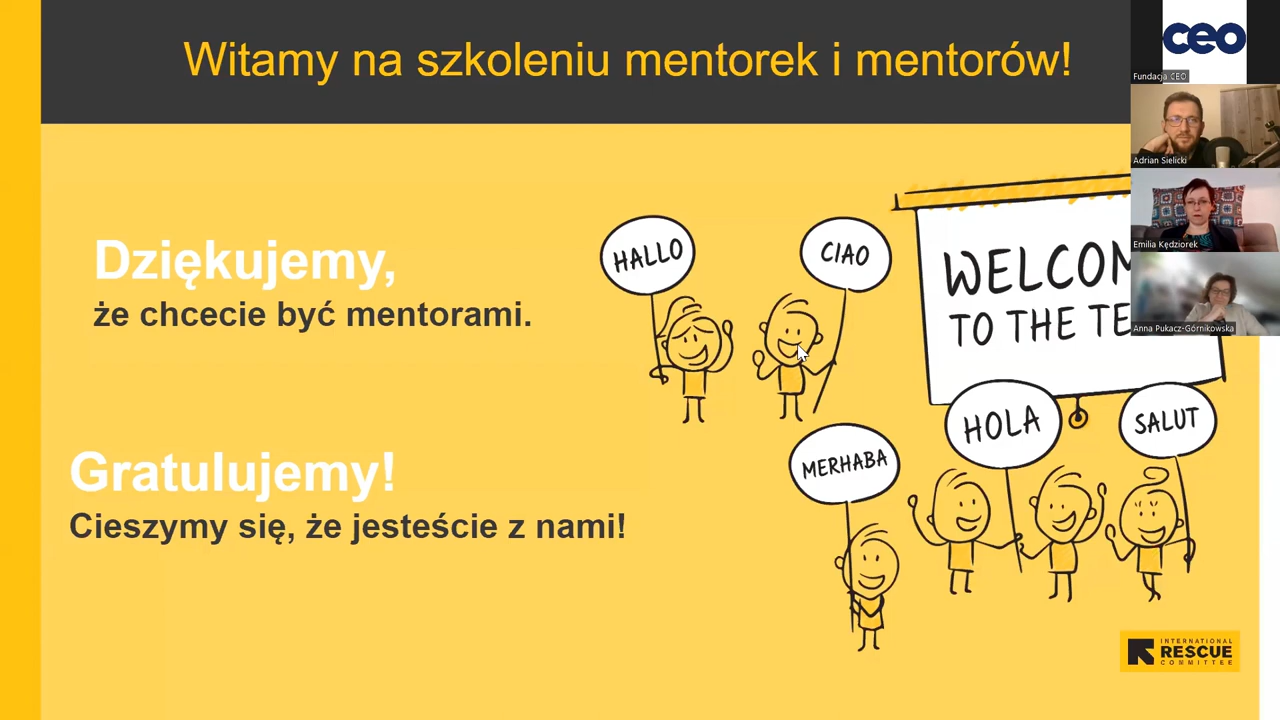 Witamy na szkoleniu mentorek i mentorów!
Dziękujemy,
że chcecie być mentorami.
Gratulujemy!
Cieszymy się, że jesteście z nami!
HALLO
CIAO
WELCOM
TO THE TE
MERHABA
HOLA
SALUT
INTERNATIONAL
RESCUE
COMMITTEE
ceo
Fundacja CEO
Adrian Sielicki
Emilia Kędziorek
Anna Pukacz-Górnikowska